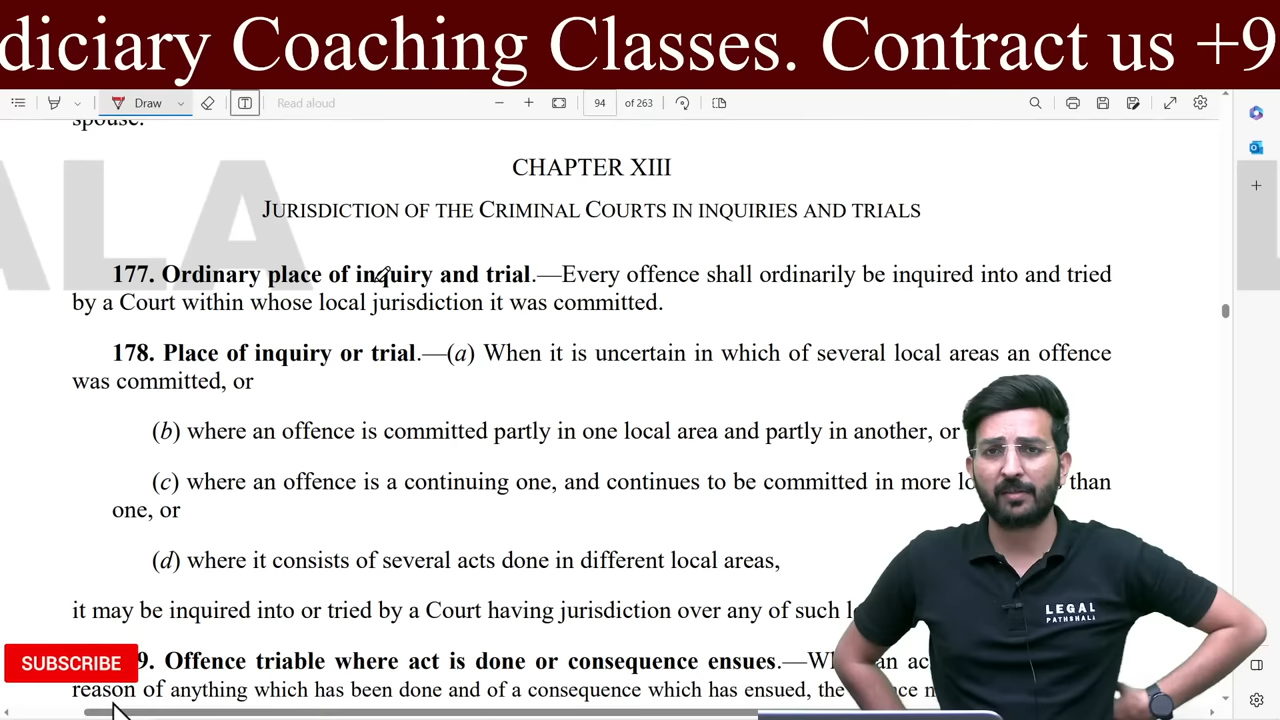 diciary Coaching Classes. Contract us +9
Draw
Read aloud
94 of 263
spouse.
ALA
CHAPTER XIII
JURISDICTION OF THE CRIMINAL COURTS IN INQUIRIES AND TRIALS
177. Ordinary place of inquiry and trial.—Every offence shall ordinarily be inquired into and tried
by a Court within whose local jurisdiction it was committed.
178. Place of inquiry or trial.—(a) When it is uncertain in which of several local areas an offence
was committed, or
(b) where an offence is committed partly in one local area and partly in another, or
(c) where an offence is a continuing one, and continues to be committed in more lo than
one, or
(d) where it consists of several acts done in different local areas,
it may be inquired into or tried by a Court having jurisdiction over any of such l
LEGAL
PATHSHALA
SUBSCRIBE
9. Offence triable where act is done or consequence ensues.—W an ac
reason of anything which has been done and of a consequence which has ensued, the